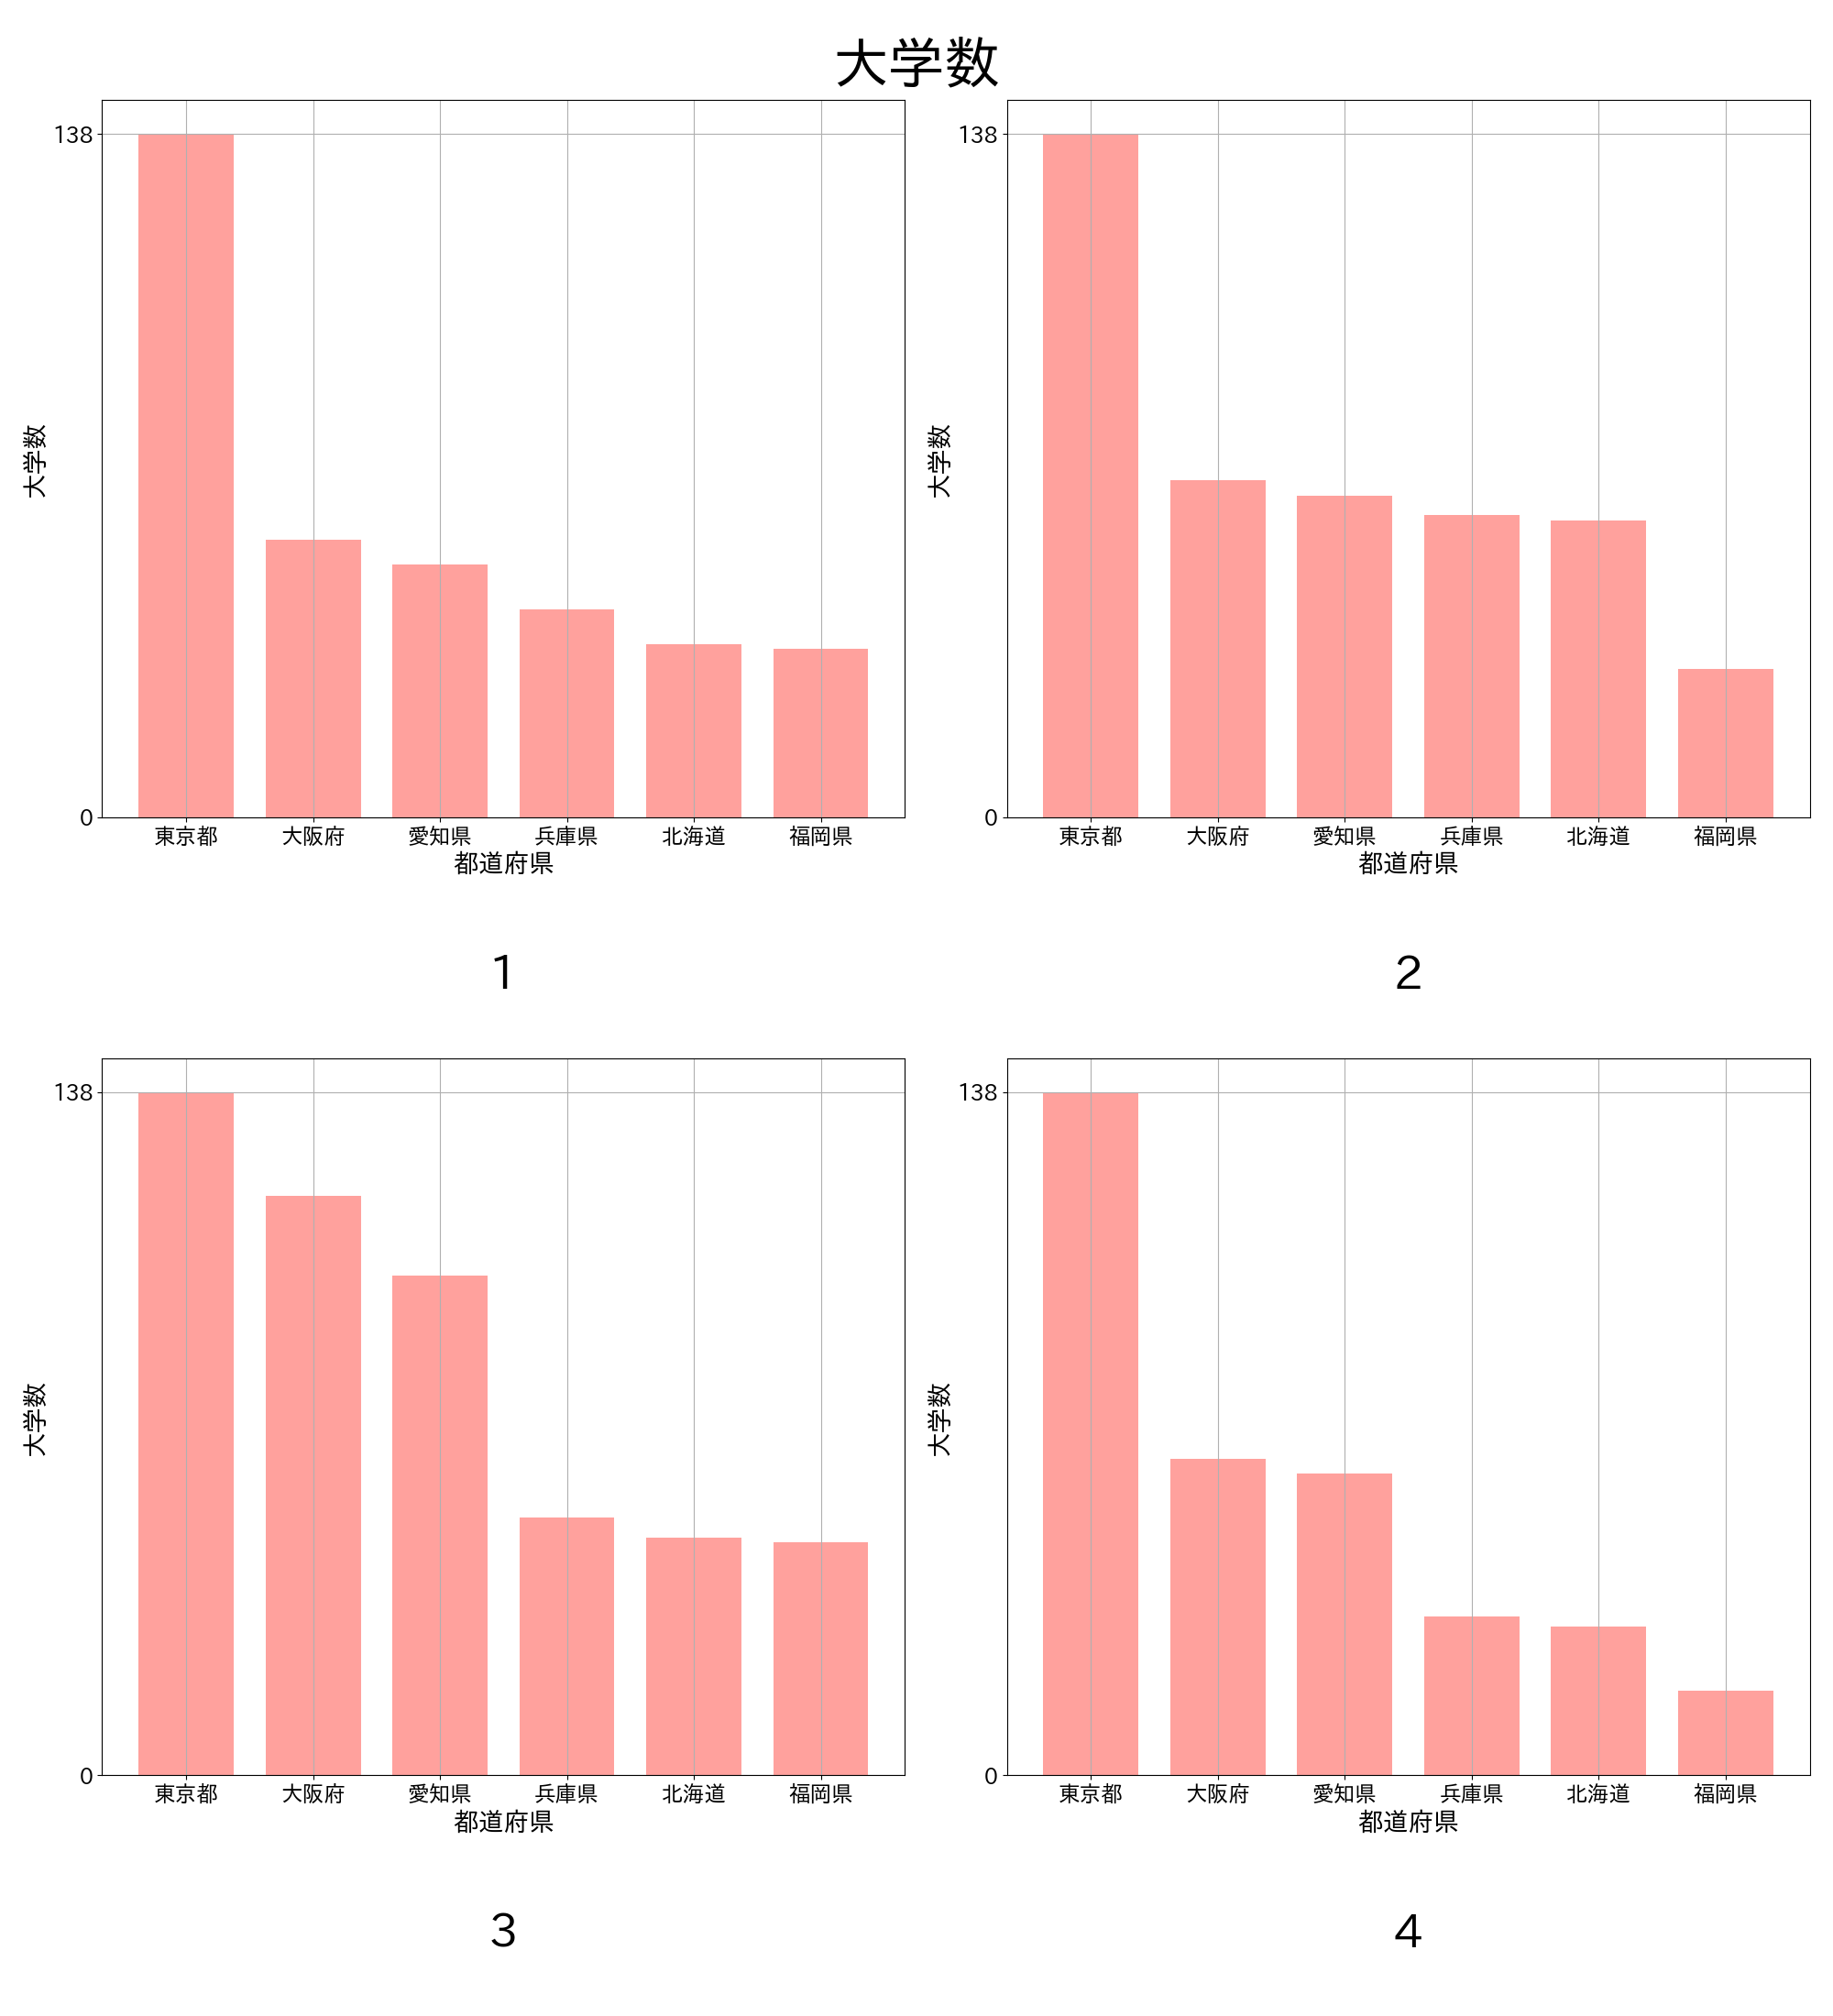 大学数
138
0
大学数
東京都 大阪府 愛知県 兵庫県 北海道 福岡県
都道府県
1
138
0
大学数
東京都 大阪府 愛知県 兵庫県 北海道 福岡県
都道府県
2
138
0
大学数
東京都 大阪府 愛知県 兵庫県 北海道 福岡県
都道府県
3
138
0
大学数
東京都 大阪府 愛知県 兵庫県 北海道 福岡県
都道府県
4